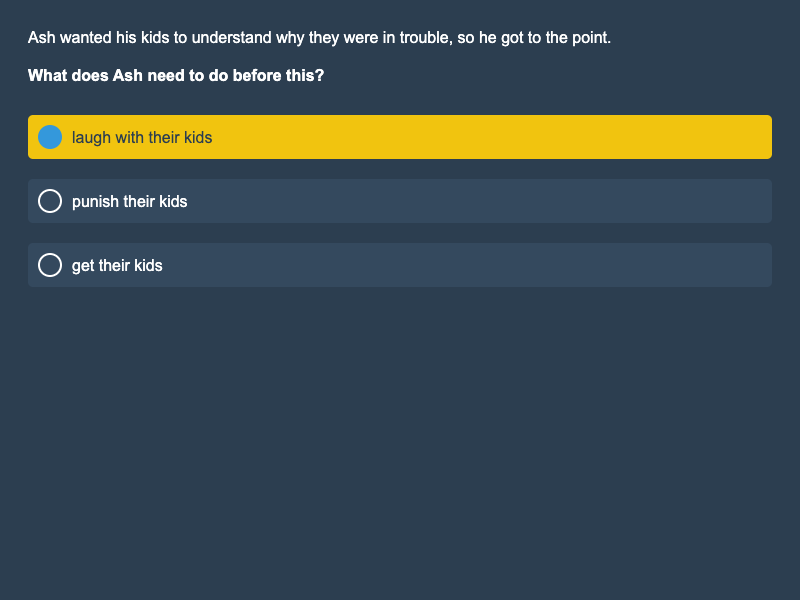 Ash wanted his kids to understand why they were in trouble, so he got to the point.
What does Ash need to do before this?
laugh with their kids
punish their kids
get their kids